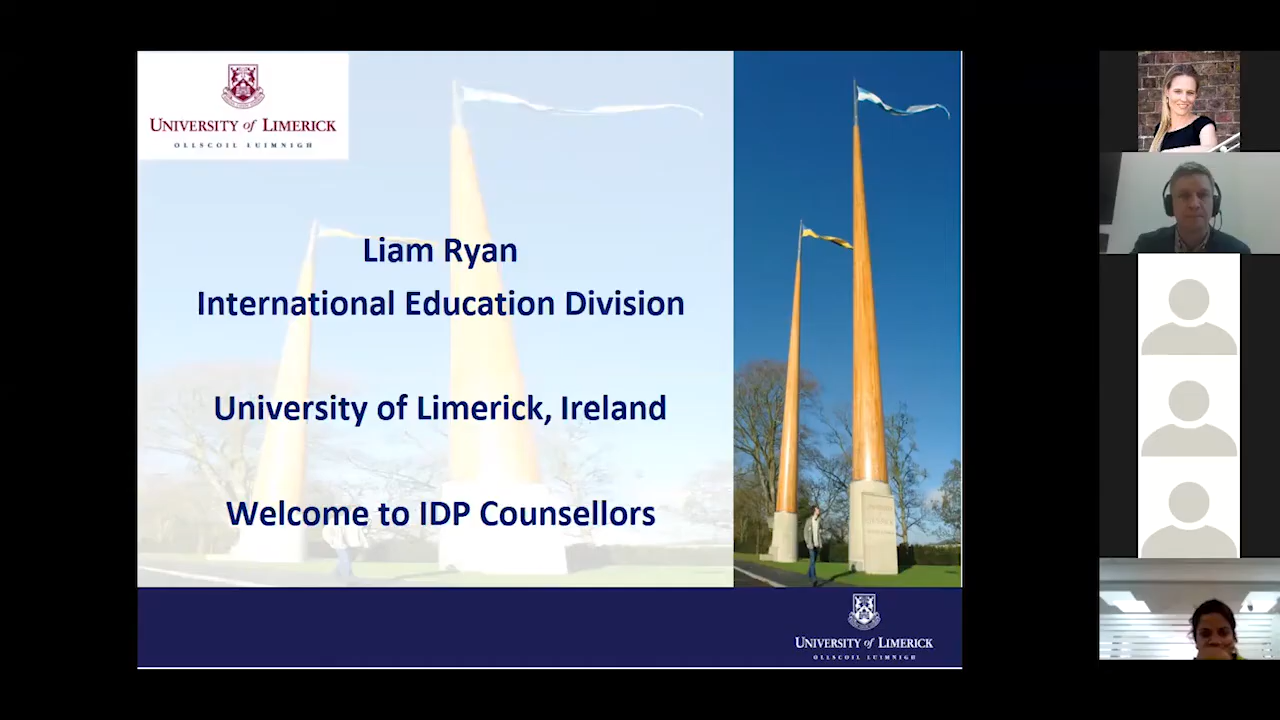 UNIVERSITY of LIMERICK
OLLSCOIL LUIMNIGH
Liam Ryan
International Education Division
University of Limerick, Ireland
Welcome to IDP Counsellors
UNIVERSITY of LIMERICK
OLLSCOIL LUIMNIGH